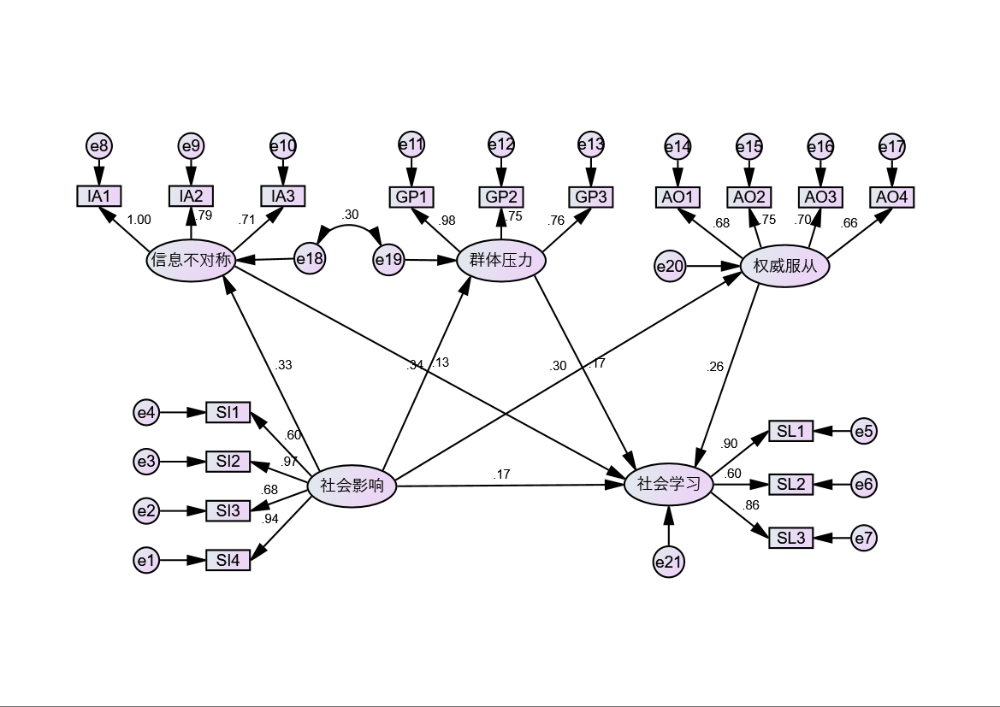 e8 e9 e10 e11 e12 e13 e14 e15 e16 e17
IA1 IA2 IA3 GP1 GP2 GP3 AO1 AO2 AO3 AO4
1.00 .79 .71 .30 .98 .75 .76 .68 .75 .70 .66
信息不对称 e18 e19 群体压力 e20 权威服从
.33 .34 .13 .30 .17 .26
e4 SI1
.60
e3 SI2
.97
e2 SI3
.68
e1 SI4
.94
社会影响
.17
社会学习
.90
SL1 e5
.60
SL2 e6
.86
SL3 e7
e21